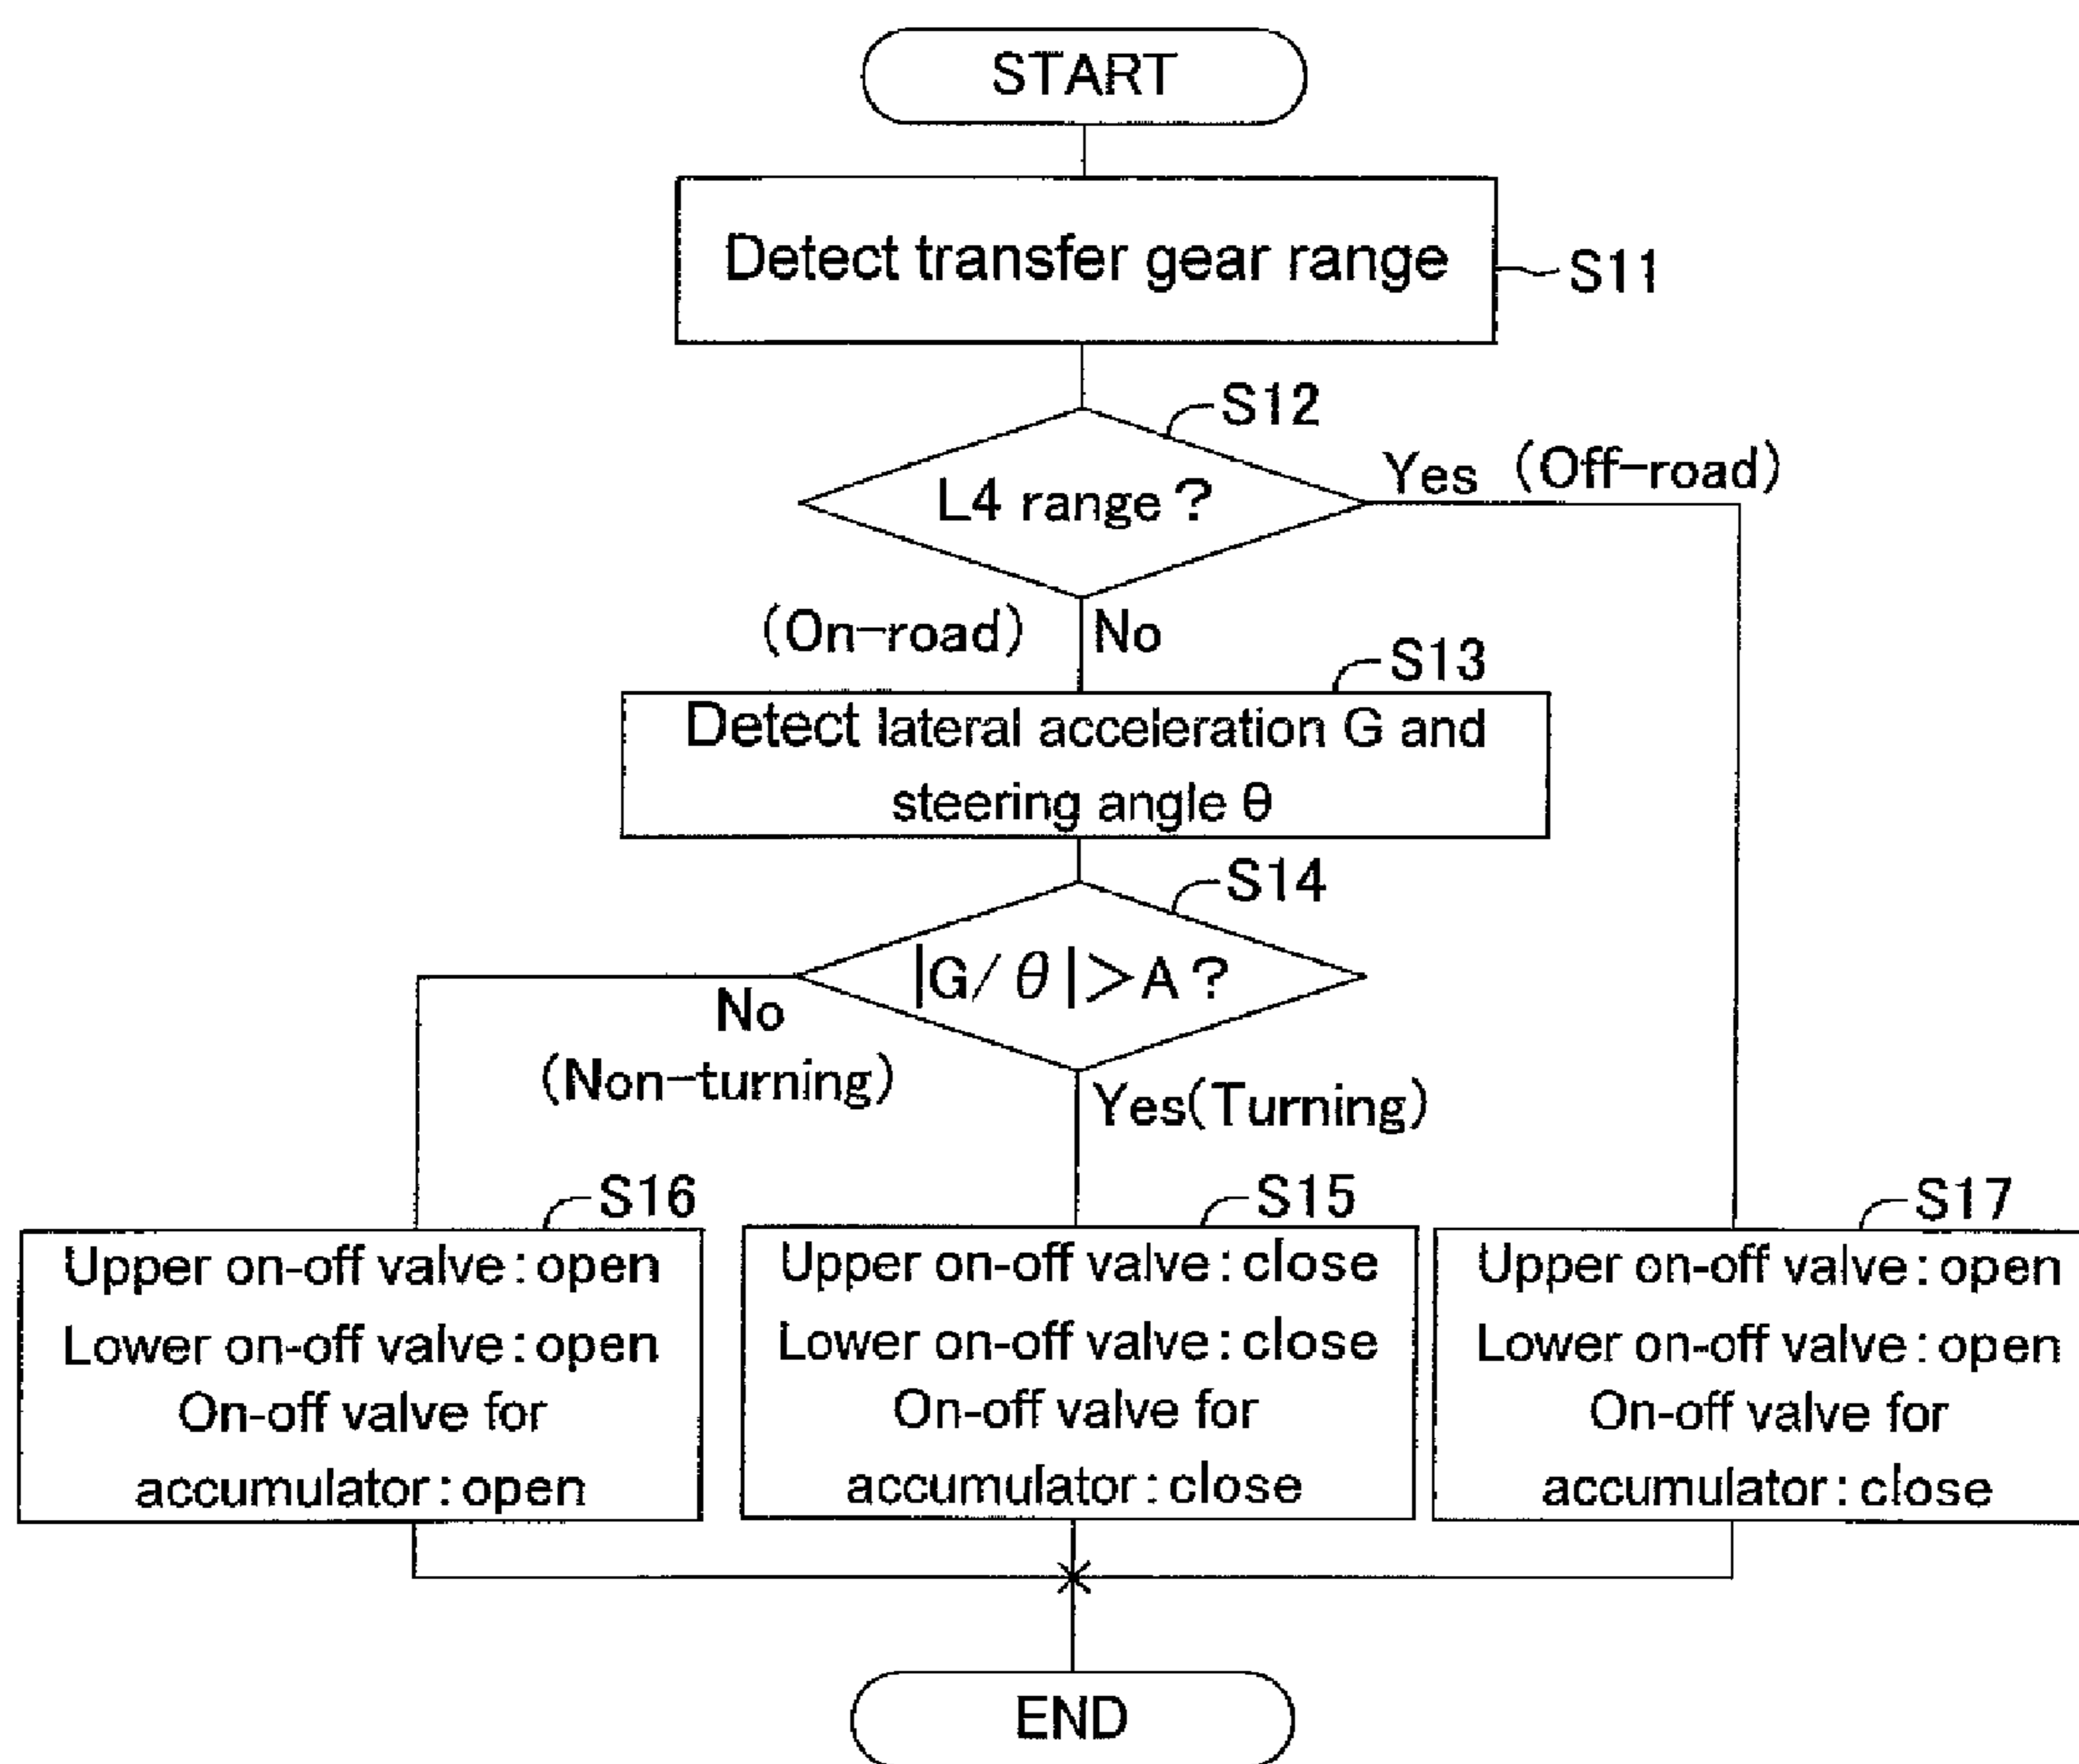 START
Detect transfer gear range
S11
S12
L4 range?
Yes (Off-road)
(On-road) No
S13
Detect lateral acceleration G and
steering angle θ
S14
|G/θ|>A?
No
(Non-turning)
Yes(Turning)
S16
Upper on-off valve:open
Lower on-off valve:open
On-off valve for
accumulator:open
S15
Upper on-off valve:close
Lower on-off valve:close
On-off valve for
accumulator:close
S17
Upper on-off valve:open
Lower on-off valve:open
On-off valve for
accumulator:close
END